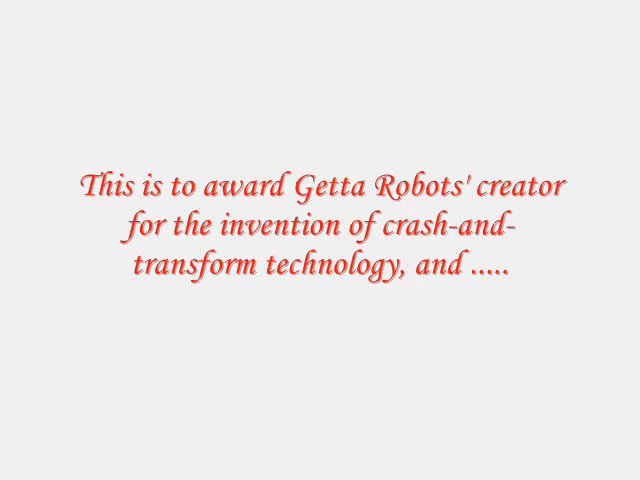 This is to award Getta Robots' creator
for the invention of crash-and-
transform technology, and .....